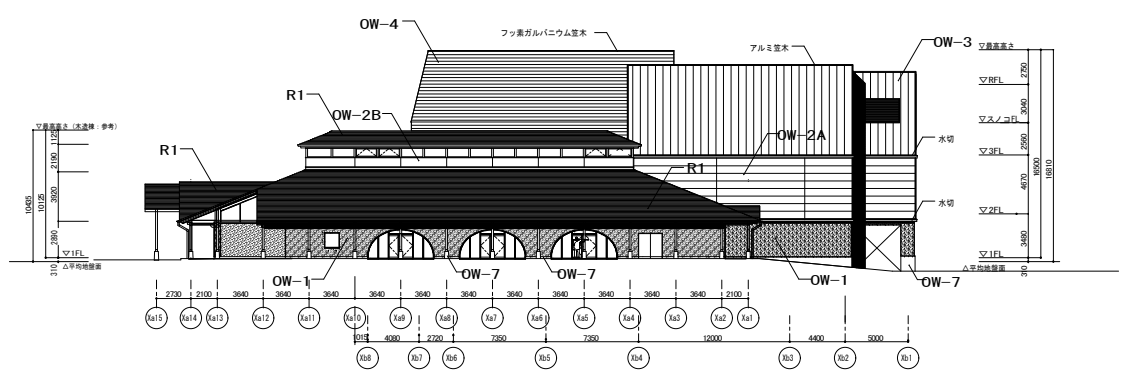 OW-4
フッ素ガルバニウム笠木
アルミ笠木
OW-3
▽最高高さ
2750
R1
▽RFL
OW-2B
3040
▽最高高さ（木造棟：参考）
▽スノコFL
1125
OW-2A
水切
2560
R1
2190
▽3FL
R1
16500
16810
10435
10125
3920
4670
水切
▽2FL
2890
3480
▽1FL
▽1FL
310
△平均地盤面
△平均地盤面
310
OW-1
OW-7
OW-7
OW-1
OW-7
2730
2100
3640
3640
3640
3640
3640
3640
3640
3640
3640
3640
2100
Xa15
Xa14
Xa13
Xa12
Xa11
Xa10
Xa9
Xa8
Xa7
Xa6
Xa5
Xa4
Xa3
Xa2
Xa1
1015
4080
2720
7350
7350
12000
4400
5000
Xb8
Xb7
Xb6
Xb5
Xb4
Xb3
Xb2
Xb1